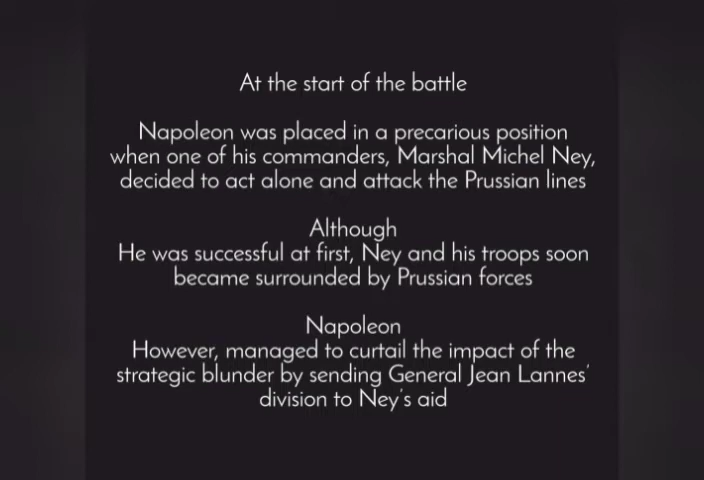 At the start of the battle
Napoleon was placed in a precarious position
when one of his commanders, Marshal Michel Ney,
decided to act alone and attack the Prussian lines
Although
He was successful at first, Ney and his troops soon
became surrounded by Prussian forces
Napoleon
However, managed to curtail the impact of the
strategic blunder by sending General Jean Lannes'
division to Ney's aid